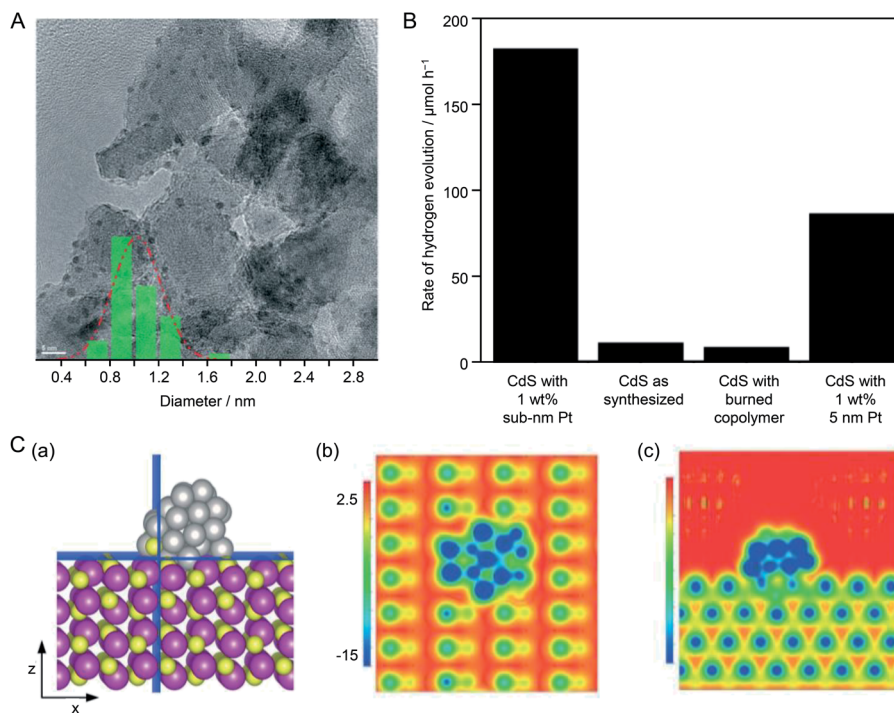 A
5 nm
0.4 0.8 1.2 1.6 2.0 2.4 2.8
Diameter / nm
B
Rate of hydrogen evolution / μmol h⁻¹
200
150
100
50
0
CdS with
1 wt%
sub-nm Pt
CdS as
synthesized
CdS with
burned
copolymer
CdS with
1 wt%
5 nm Pt
C
(a)
z
x
(b)
2.5
-15
(c)